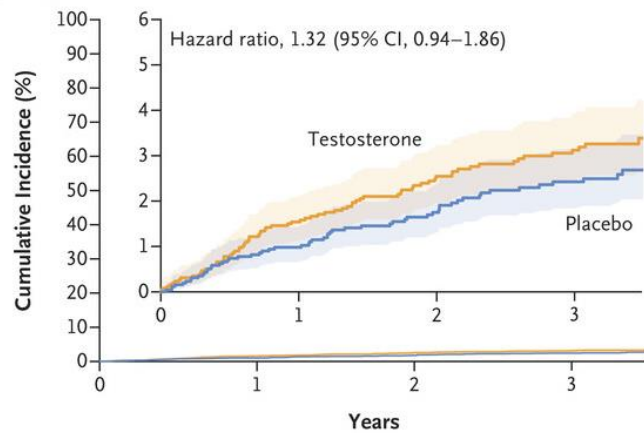 Cumulative Incidence (%)
100
90
80
70
60
50
40
30
20
10
0
6
5
4
3
2
1
0
Hazard ratio, 1.32 (95% CI, 0.94–1.86)
Testosterone
Placebo
0 1 2 3
0 1 2 3
Years